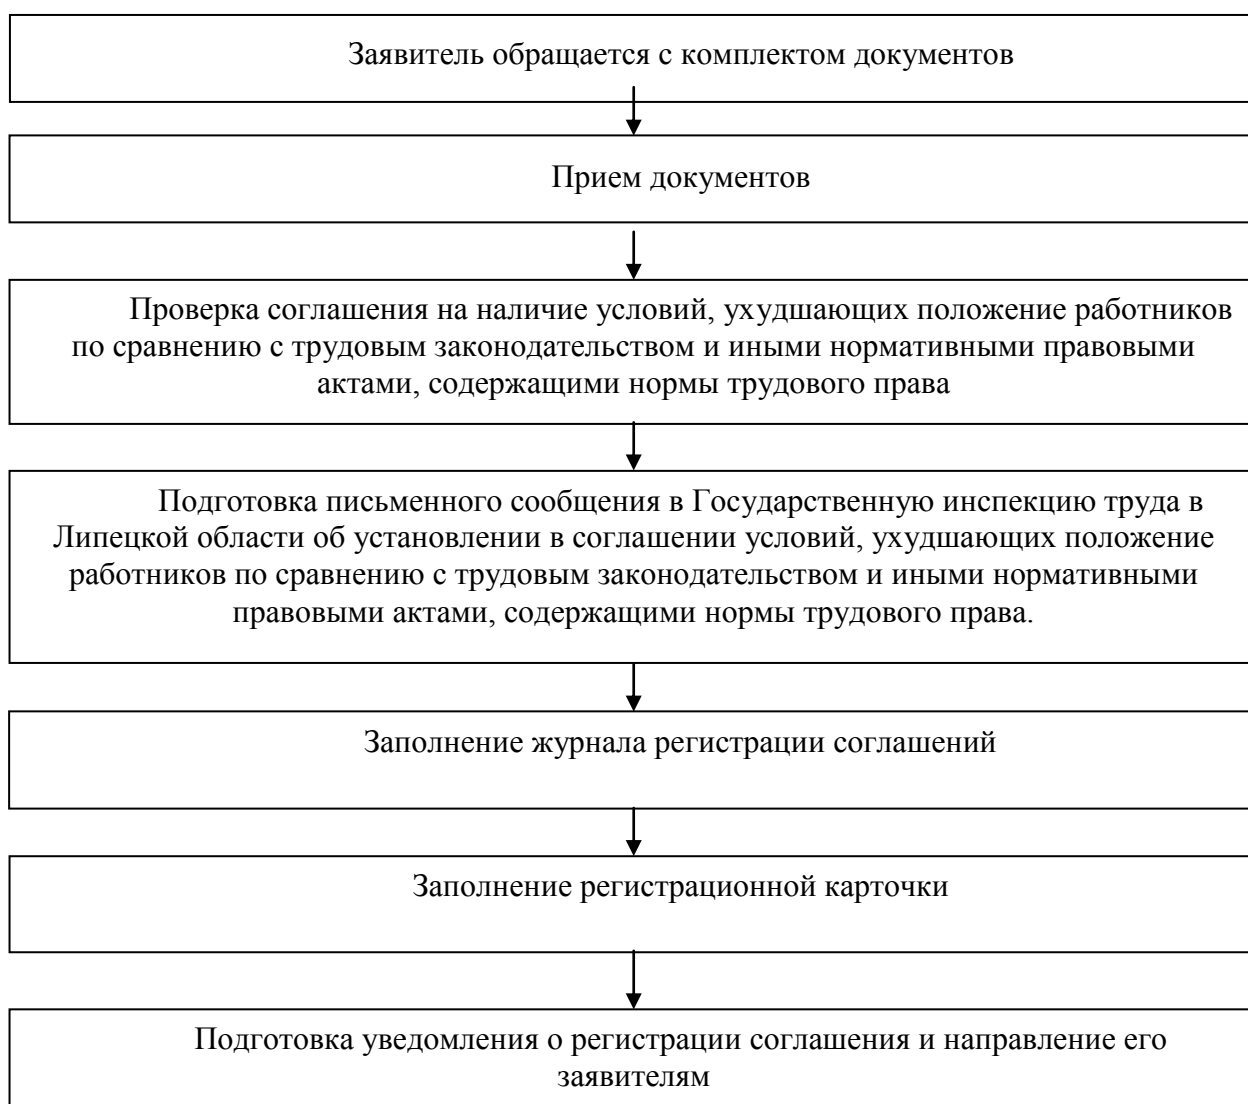 Заявитель обращается с комплектом документов
Прием документов
Проверка соглашения на наличие условий, ухудшающих положение работников
по сравнению с трудовым законодательством и иными нормативными правовыми
актами, содержащими нормы трудового права
Подготовка письменного сообщения в Государственную инспекцию труда в
Липецкой области об установлении в соглашении условий, ухудшающих положение
работников по сравнению с трудовым законодательством и иными нормативными
правовыми актами, содержащими нормы трудового права.
Заполнение журнала регистрации соглашений
Заполнение регистрационной карточки
Подготовка уведомления о регистрации соглашения и направление его
заявителям